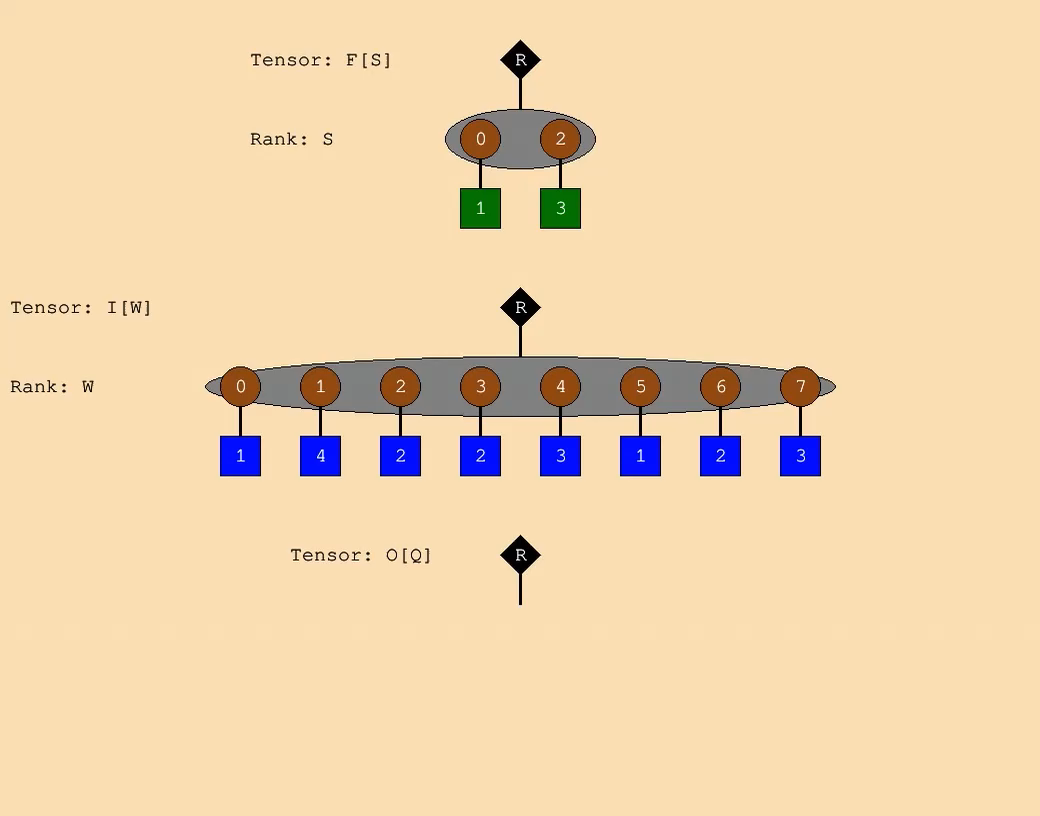 Tensor: F[S] R
Rank: S 0 2
1 3
Tensor: I[W] R
Rank: W 0 1 2 3 4 5 6 7
1 4 2 2 3 1 2 3
Tensor: O[Q] R